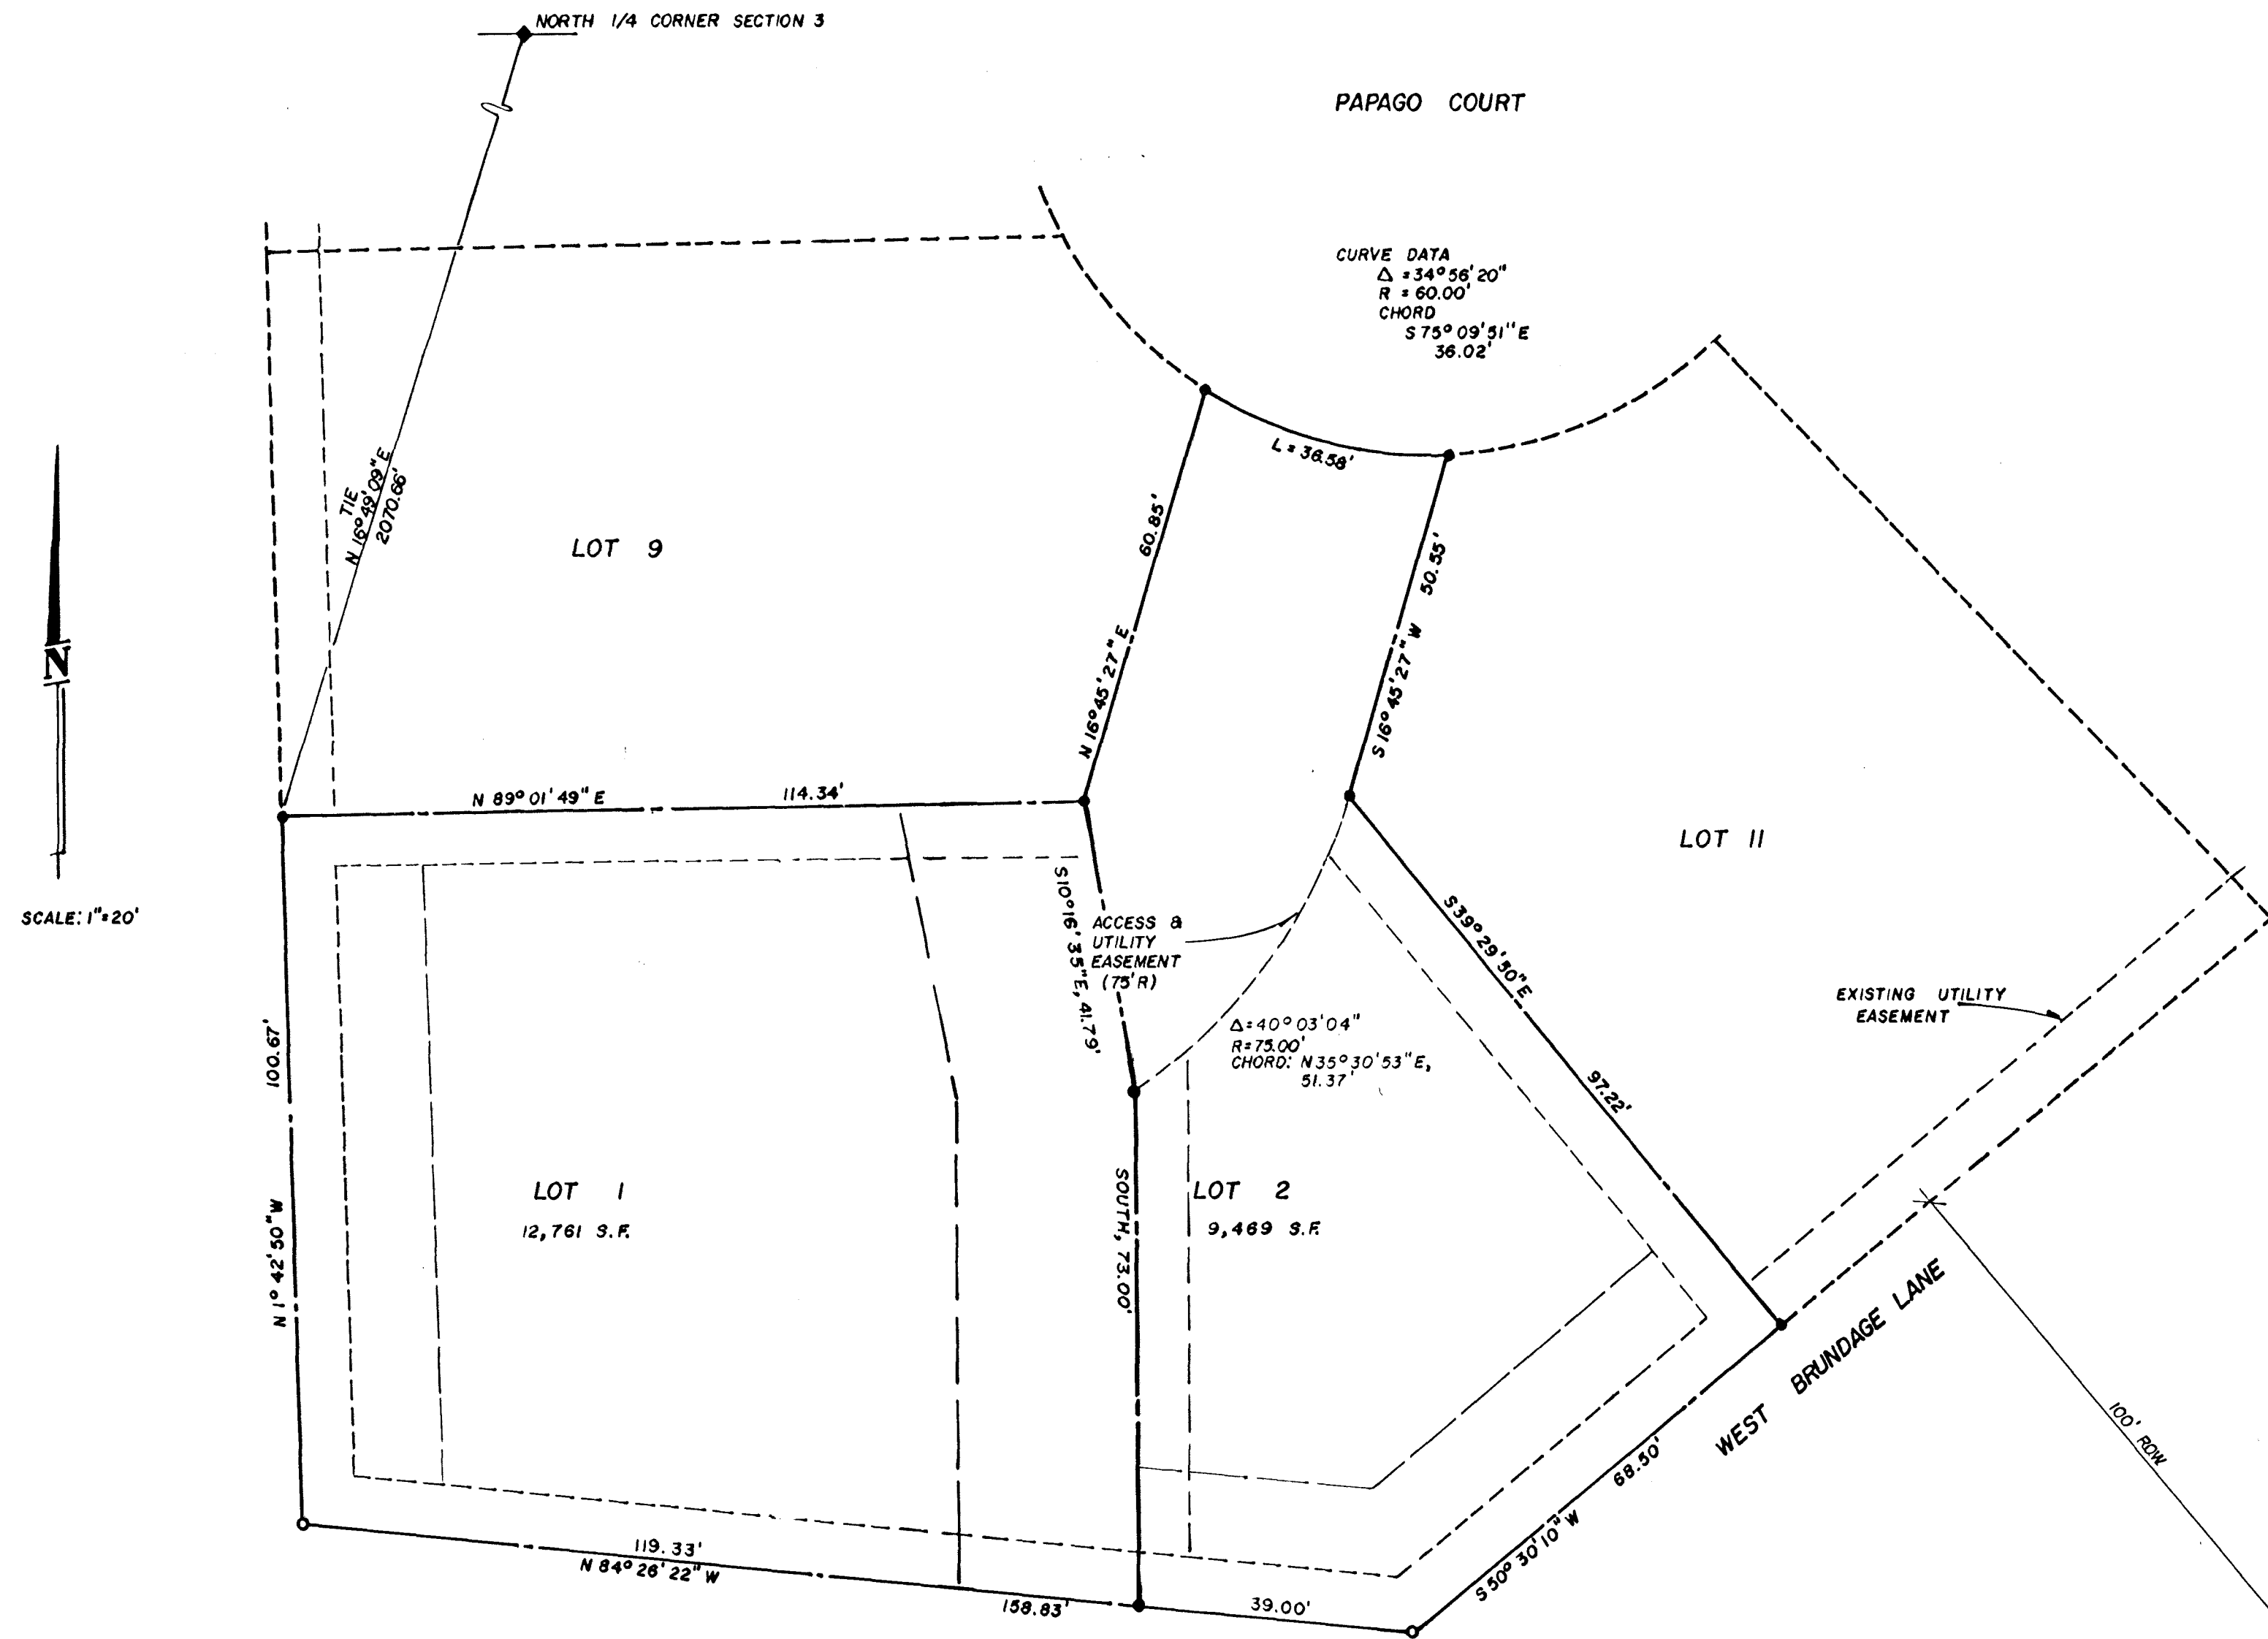 NORTH 1/4 CORNER SECTION 3
PAPAGO COURT
CURVE DATA
Δ = 34° 56' 20"
R = 60.00'
CHORD
S 75° 09' 51" E
36.02'
L = 36.58'
TIE
N 16° 49' 09" E
2070.66'
LOT 9
60.85'
N 16° 45' 27" E
50.55'
S 16° 45' 27" W
N
SCALE: 1" = 20'
N 89° 01' 49" E
114.34'
LOT 11
S 10° 16' 35" E, 41.79'
ACCESS &
UTILITY
EASEMENT
(75' R)
S 39° 29' 50" E
97.22'
EXISTING UTILITY
EASEMENT
Δ = 40° 03' 04"
R = 75.00'
CHORD: N 35° 30' 53" E,
51.37'
100.67'
N 1° 42' 50" W
LOT 1
12,761 S.F.
SOUTH, 73.00'
LOT 2
9,469 S.F.
WEST BRUNDAGE LANE
100' ROW
68.50'
S 50° 30' 10" W
119.33'
N 84° 26' 22" W
158.83'
39.00'